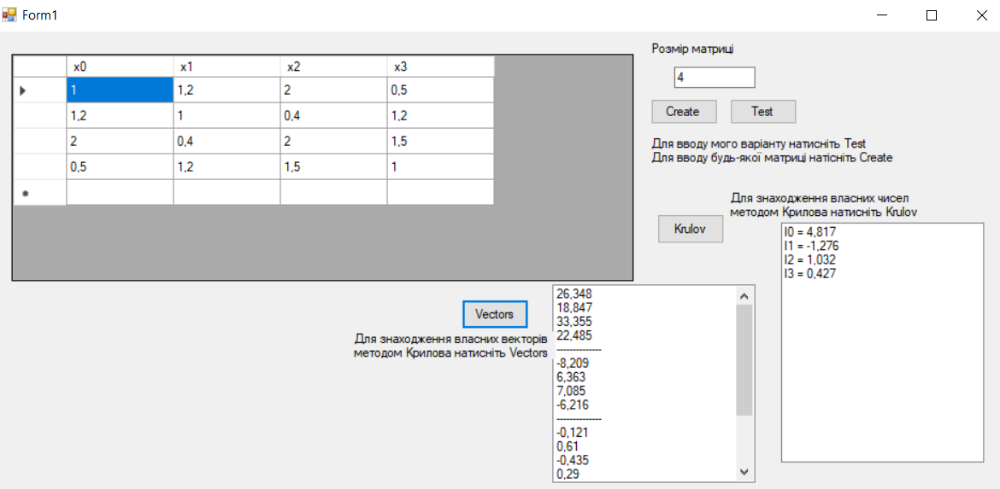 Form1
x0 x1 x2 x3
1 1,2 2 0,5
1,2 1 0,4 1,2
2 0,4 2 1,5
0,5 1,2 1,5 1
Розмір матриці
4
Create Test
Для вводу мого варіанту натисніть Test
Для вводу будь-якої матриці натісніть Create
Для знаходження власних чисел
методом Крилова натисніть Krulov
Krulov
l0 = 4,817
l1 = -1,276
l2 = 1,032
l3 = 0,427
Vectors
Для знаходження власних векторів
методом Крилова натисніть Vectors
26,348
18,847
33,355
22,485
--------------
-8,209
6,363
7,085
-6,216
--------------
-0,121
0,61
-0,435
0,29